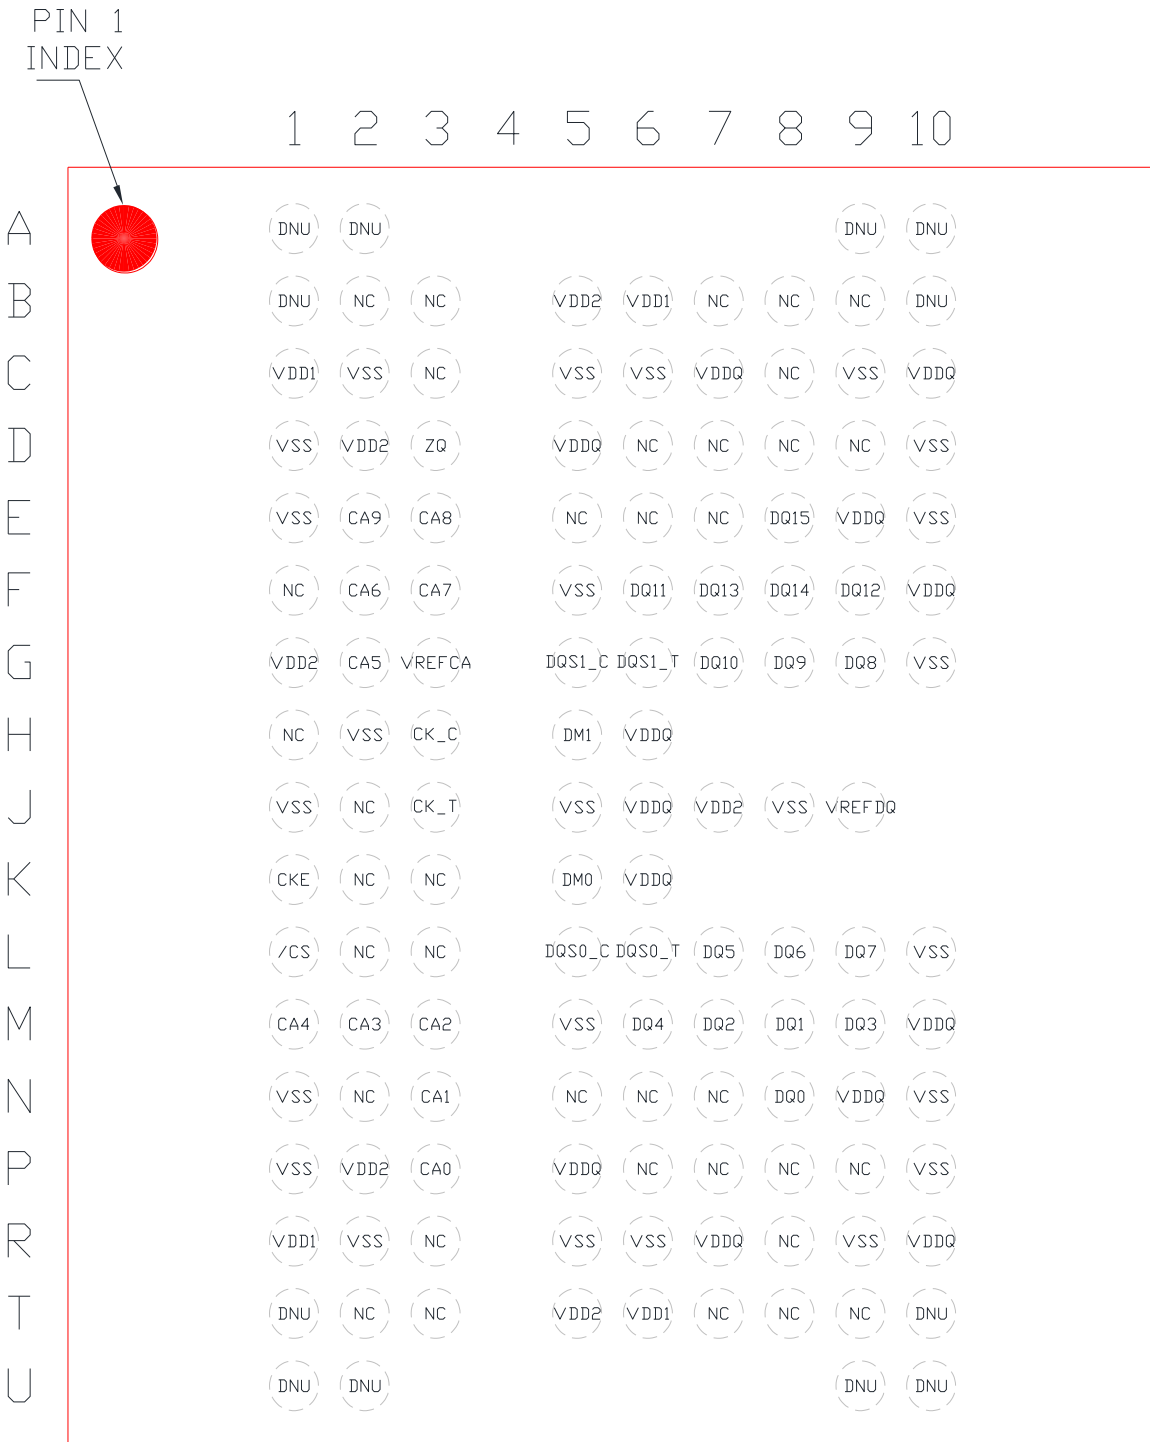 PIN 1
INDEX
1 2 3 4 5 6 7 8 9 10
A DNU DNU DNU DNU
B DNU NC NC VDD2 VDD1 NC NC NC DNU
C VDD1 VSS NC VSS VSS VDDQ NC VSS VDDQ
D VSS VDD2 ZQ VDDQ NC NC NC NC VSS
E VSS CA9 CA8 NC NC NC DQ15 VDDQ VSS
F NC CA6 CA7 VSS DQ11 DQ13 DQ14 DQ12 VDDQ
G VDD2 CA5 VREFCA DQS1_C DQS1_T DQ10 DQ9 DQ8 VSS
H NC VSS CK_C DM1 VDDQ
J VSS NC CK_T VSS VDDQ VDD2 VSS VREFDQ
K CKE NC NC DM0 VDDQ
L /CS NC NC DQS0_C DQS0_T DQ5 DQ6 DQ7 VSS
M CA4 CA3 CA2 VSS DQ4 DQ2 DQ1 DQ3 VDDQ
N VSS NC CA1 NC NC NC DQ0 VDDQ VSS
P VSS VDD2 CA0 VDDQ NC NC NC NC VSS
R VDD1 VSS NC VSS VSS VDDQ NC VSS VDDQ
T DNU NC NC VDD2 VDD1 NC NC NC DNU
U DNU DNU DNU DNU